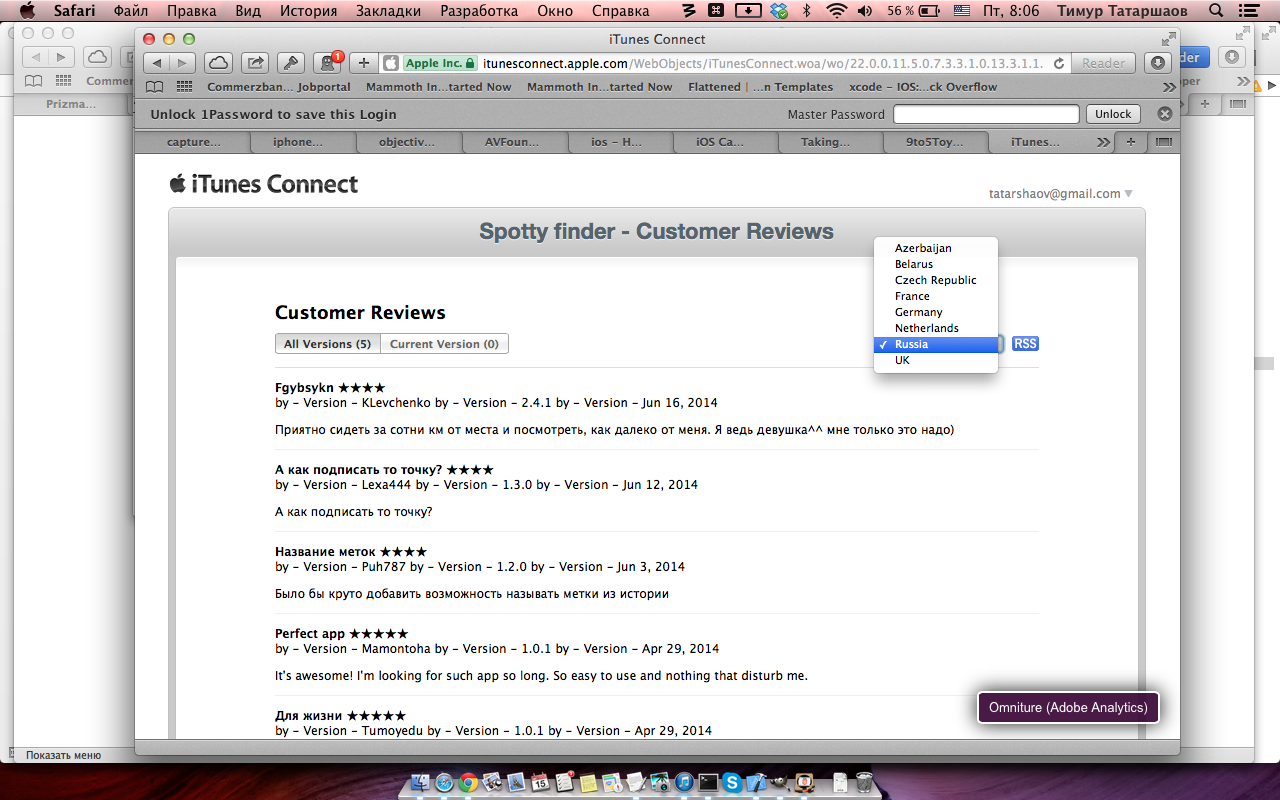 Safari Файл Правка Вид История Закладки Разработка Окно Справка 56 % Пт, 8:06 Тимур Татаршаов
iTunes Connect
1 Apple Inc. itunesconnect.apple.com/WebObjects/iTunesConnect.woa/wo/22.0.0.11.5.0.7.3.3.1.0.13.3.1.1. Reader
Commerzban... Jobportal Mammoth In...tarted Now Mammoth In...tarted Now Flattened | ...n Templates xcode - IOS:...ck Overflow
Prizma...
Unlock 1Password to save this Login Master Password Unlock
capture... iphone... objectiv... AVFoun... ios - H... iOS Ca... Taking... 9to5Toy... iTunes...
iTunes Connect
tatarshaov@gmail.com
Spotty finder - Customer Reviews
Azerbaijan
Belarus
Czech Republic
France
Germany
Netherlands
Russia
UK
Customer Reviews
All Versions (5) Current Version (0) RSS
Fgybsykn ★★★★
by - Version - KLevchenko by - Version - 2.4.1 by - Version - Jun 16, 2014
Приятно сидеть за сотни км от места и посмотреть, как далеко от меня. Я ведь девушка^^ мне только это надо)
А как подписать то точку? ★★★★
by - Version - Lexa444 by - Version - 1.3.0 by - Version - Jun 12, 2014
А как подписать то точку?
Название меток ★★★★
by - Version - Puh787 by - Version - 1.2.0 by - Version - Jun 3, 2014
Было бы круто добавить возможность называть метки из истории
Perfect app ★★★★★
by - Version - Mamontoha by - Version - 1.0.1 by - Version - Apr 29, 2014
It's awesome! I'm looking for such app so long. So easy to use and nothing that disturb me.
Для жизни ★★★★★
by - Version - Tumoyedu by - Version - 1.0.1 by - Version - Apr 29, 2014
Omniture (Adobe Analytics)
Показать меню